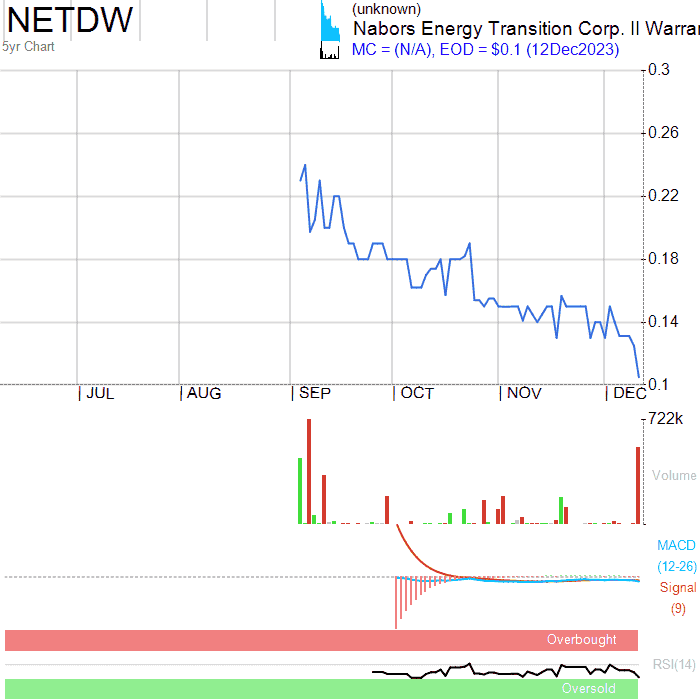 NETDW
5yr Chart
(unknown)
Nabors Energy Transition Corp. II Warra
MC = (N/A), EOD = $0.1 (12Dec2023)
0.3
0.26
0.22
0.18
0.14
0.1
JUL AUG SEP OCT NOV DEC
722k
Volume
MACD
(12-26)
Signal
(9)
Overbought
RSI(14)
Oversold